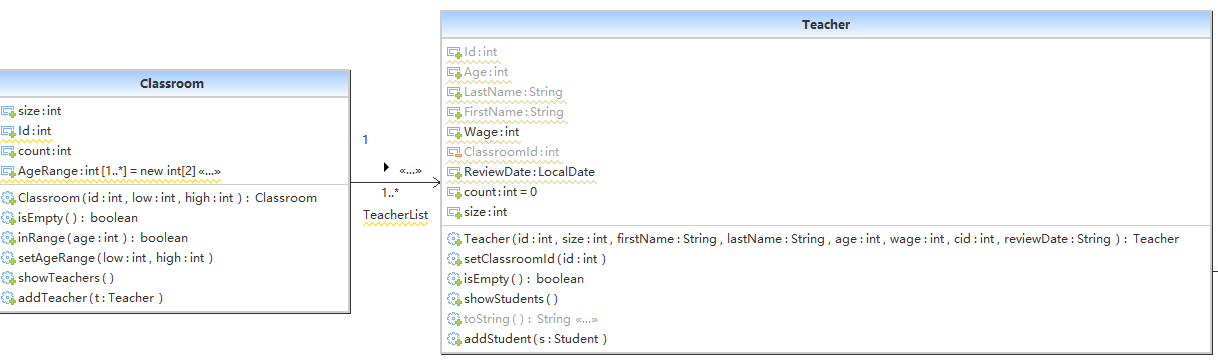 Classroom
size:int
Id:int
count:int
AgeRange:int[1..*] = new int[2] «...»
Classroom(id:int, low:int, high:int): Classroom
isEmpty(): boolean
inRange(age:int): boolean
setAgeRange(low:int, high:int)
showTeachers()
addTeacher(t:Teacher)
1
«...»
1..*
TeacherList
Teacher
Id:int
Age:int
LastName:String
FirstName:String
Wage:int
ClassroomId:int
ReviewDate:LocalDate
count:int = 0
size:int
Teacher(id:int, size:int, firstName:String, lastName:String, age:int, wage:int, cid:int, reviewDate:String): Teacher
setClassroomId(id:int)
isEmpty(): boolean
showStudents()
toString(): String «...»
addStudent(s:Student)